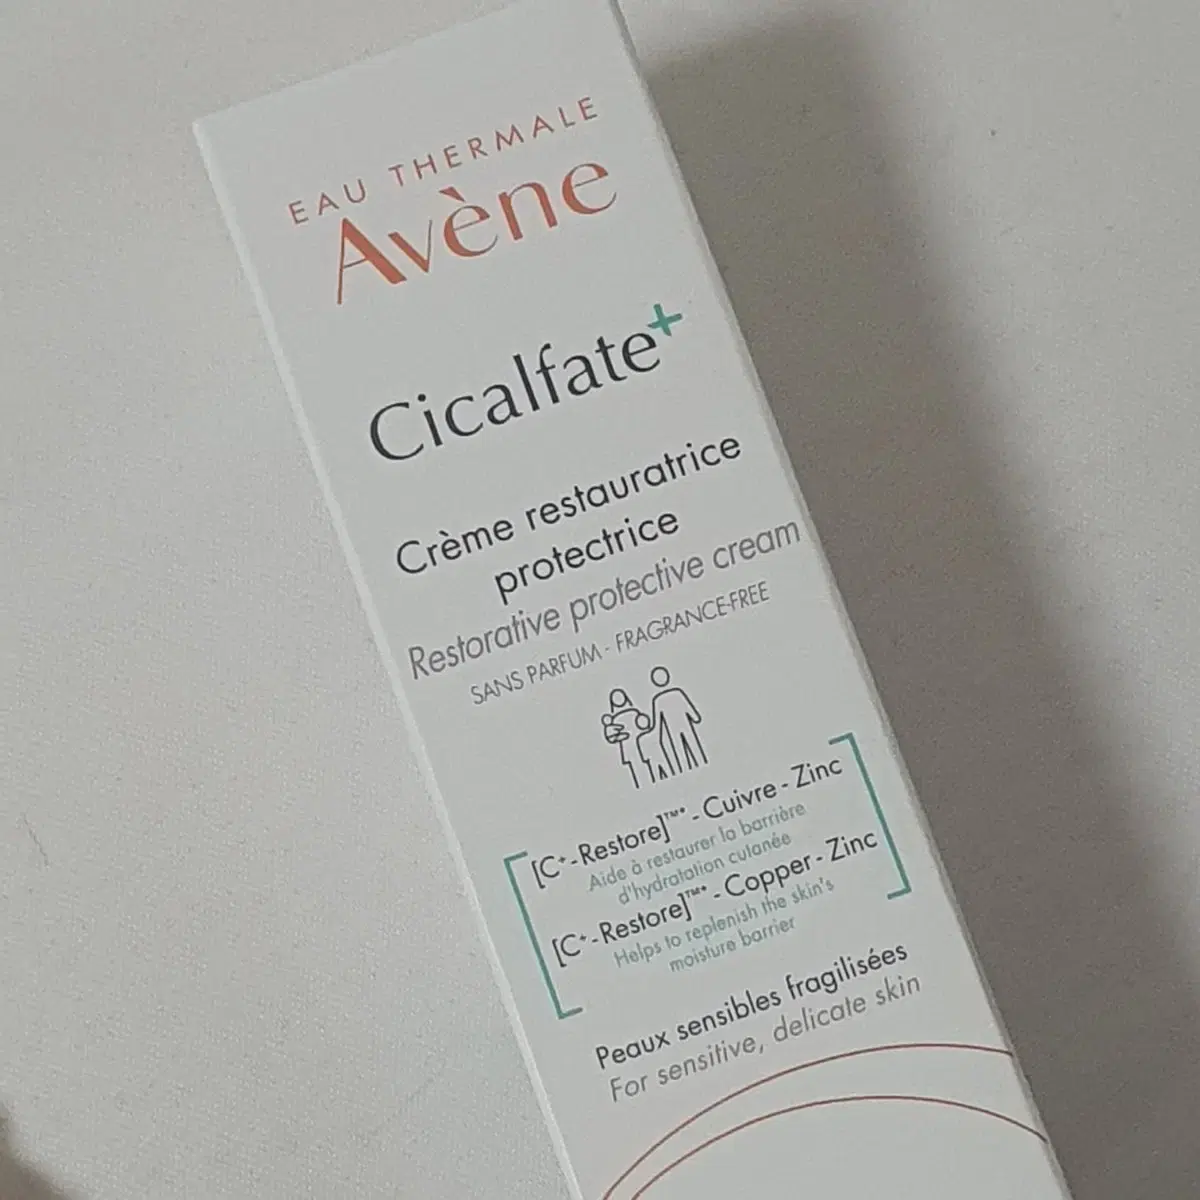 EAU THERMALE
Avène
Cicalfate+
Crème restauratrice
protectrice
Restorative protective cream
SANS PARFUM - FRAGRANCE-FREE
[C+-Restore]™* - Cuivre - Zinc
Aide à restaurer la barrière
d'hydratation cutanée
[C+-Restore]™* - Copper - Zinc
Helps to replenish the skin's
moisture barrier
Peaux sensibles fragilisées
For sensitive, delicate skin